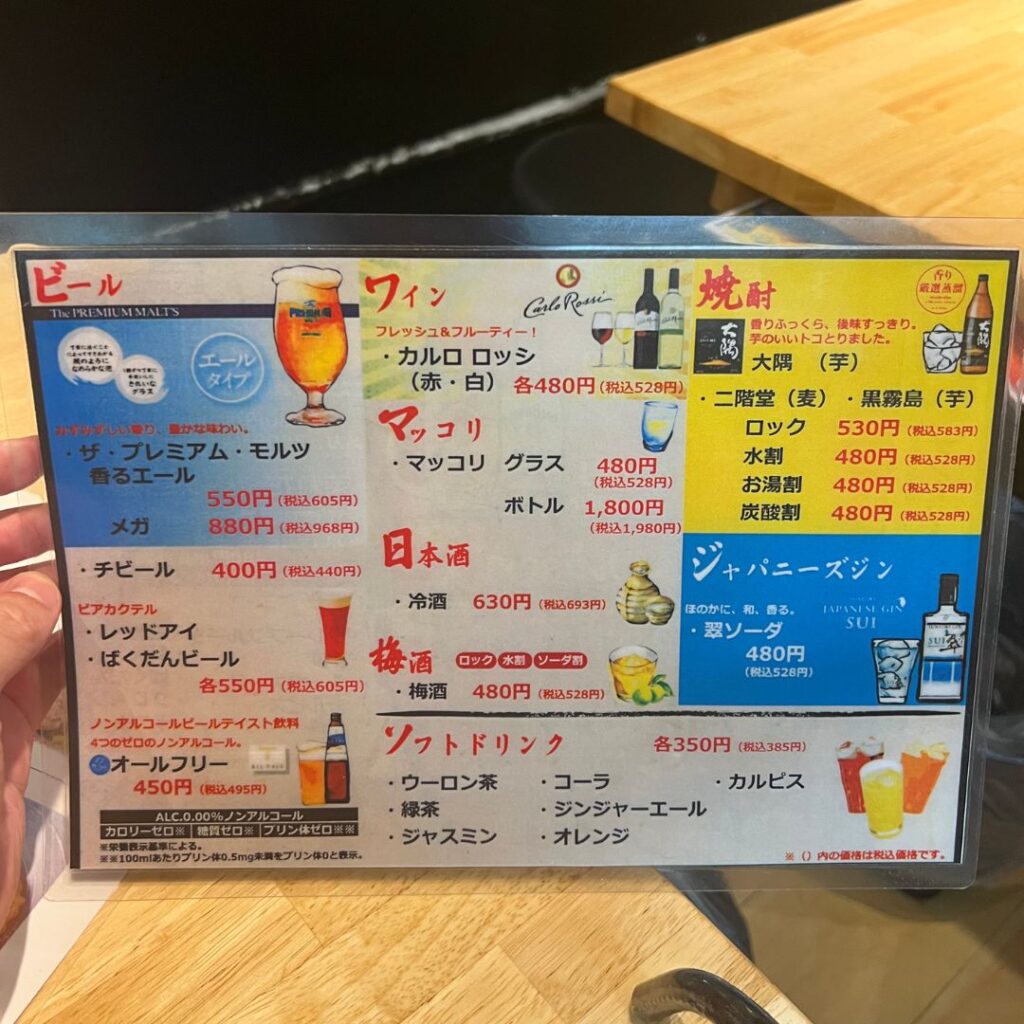 ビール
The PREMIUM MALT'S
エール
タイプ
PREMIUM
みずみずしい香り、豊かな味わい。
・ザ・プレミアム・モルツ
香るエール
550円(税込605円)
メガ 880円(税込968円)
・チビール 400円(税込440円)
ビアカクテル
・レッドアイ
・ばくだんビール
各550円(税込605円)
ノンアルコールビールテイスト飲料
4つのゼロのノンアルコール。
オールフリー
450円(税込495円)
ALC.0.00%ノンアルコール
カロリーゼロ※ 糖質ゼロ※ プリン体ゼロ※※
※栄養表示基準による。
※※100mlあたりプリン体0.5mg未満をプリン体0と表示。
ワイン
Carlo Rossi
フレッシュ&フルーティー!
・カルロ ロッシ
(赤・白) 各480円(税込528円)
マッコリ
・マッコリ グラス 480円
(税込528円)
ボトル 1,800円
(税込1,980円)
日本酒
・冷酒 630円(税込693円)
梅酒 ロック 水割 ソーダ割
・梅酒 480円(税込528円)
焼酎
香り
厳選蒸溜
大隅
香りふっくら、後味すっきり。
芋のいいトコとりました。
大隅 (芋)
・二階堂(麦)・黒霧島(芋)
ロック 530円(税込583円)
水割 480円(税込528円)
お湯割 480円(税込528円)
炭酸割 480円(税込528円)
ジャパニーズジン
ほのかに、和、香る。
JAPANESE GIN
SUI
・翠ソーダ
480円
(税込528円)
SUI
翠
ソフトドリンク 各350円(税込385円)
・ウーロン茶 ・コーラ ・カルピス
・緑茶 ・ジンジャーエール
・ジャスミン ・オレンジ
※()内の価格は税込価格です。